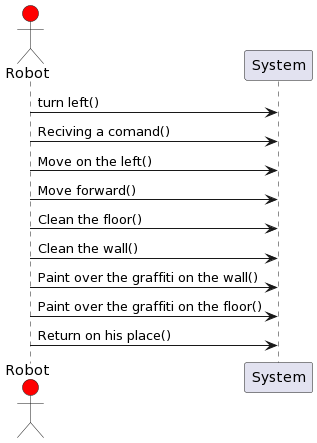 Robot
System
turn left()
Reciving a comand()
Move on the left()
Move forward()
Clean the floor()
Clean the wall()
Paint over the graffiti on the wall()
Paint over the graffiti on the floor()
Return on his place()
Robot
System